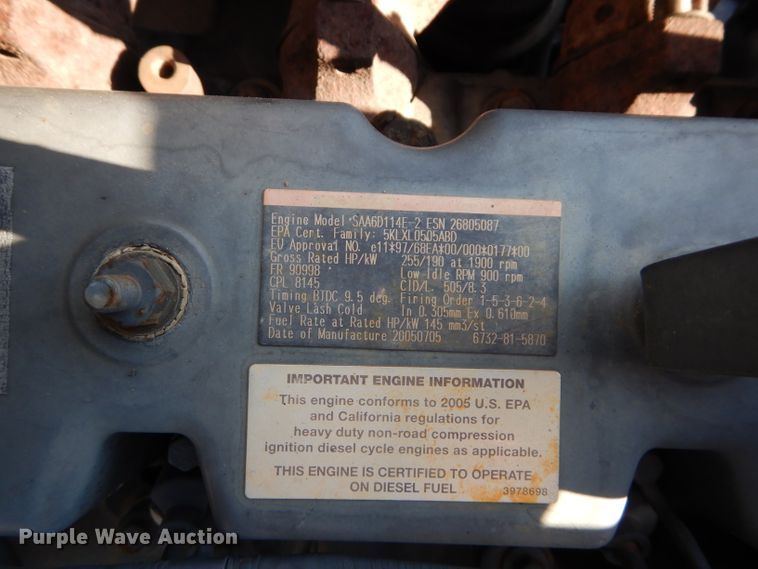 Engine Model SAA6D114E-2 ESN 26805087
EPA Cert. Family: 5KLXL0505ABD
EU Approval NO. e11*97/68EA*00/000*0177*00
Gross Rated HP/kW 255/190 at 1900 rpm
FR 90998 Low Idle RPM 900 rpm
CPL 8145 CID/L. 505/8.3
Timing BTDC 9.5 deg. Firing Order 1-5-3-6-2-4
Valve Lash Cold In 0.305mm Ex 0.610mm
Fuel Rate at Rated HP/kW 145 mm3/st
Date of Manufacture 20050705 6732-81-5870
IMPORTANT ENGINE INFORMATION
This engine conforms to 2005 U.S. EPA
and California regulations for
heavy duty non-road compression
ignition diesel cycle engines as applicable.
THIS ENGINE IS CERTIFIED TO OPERATE
ON DIESEL FUEL 3978698
Purple Wave Auction